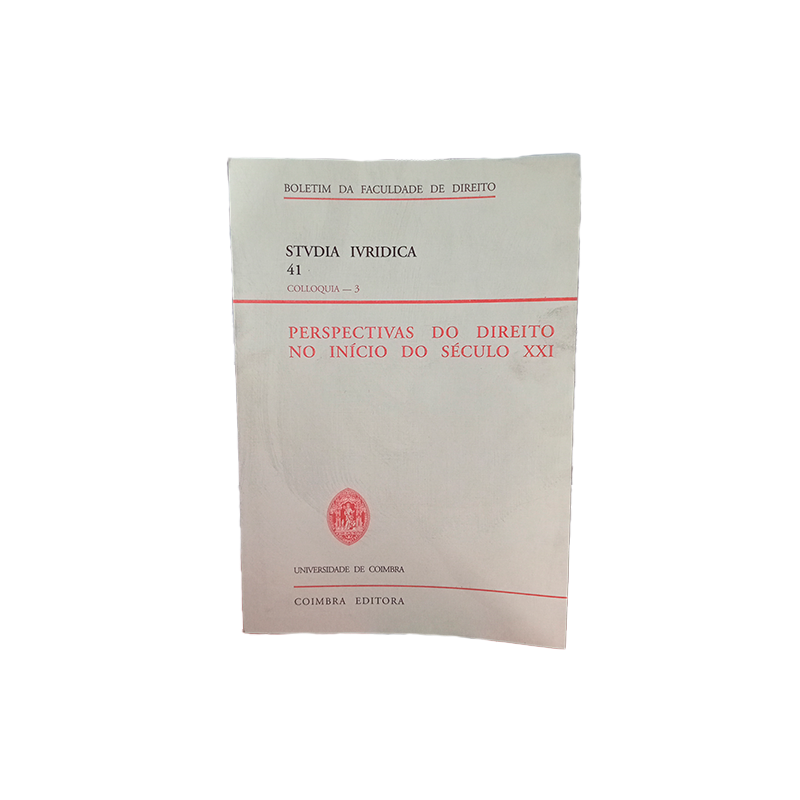 BOLETIM DA FACULDADE DE DIREITO
STVDIA IVRIDICA
41
COLLOQUIA — 3
PERSPECTIVAS DO DIREITO
NO INÍCIO DO SÉCULO XXI
UNIVERSIDADE DE COIMBRA
COIMBRA EDITORA